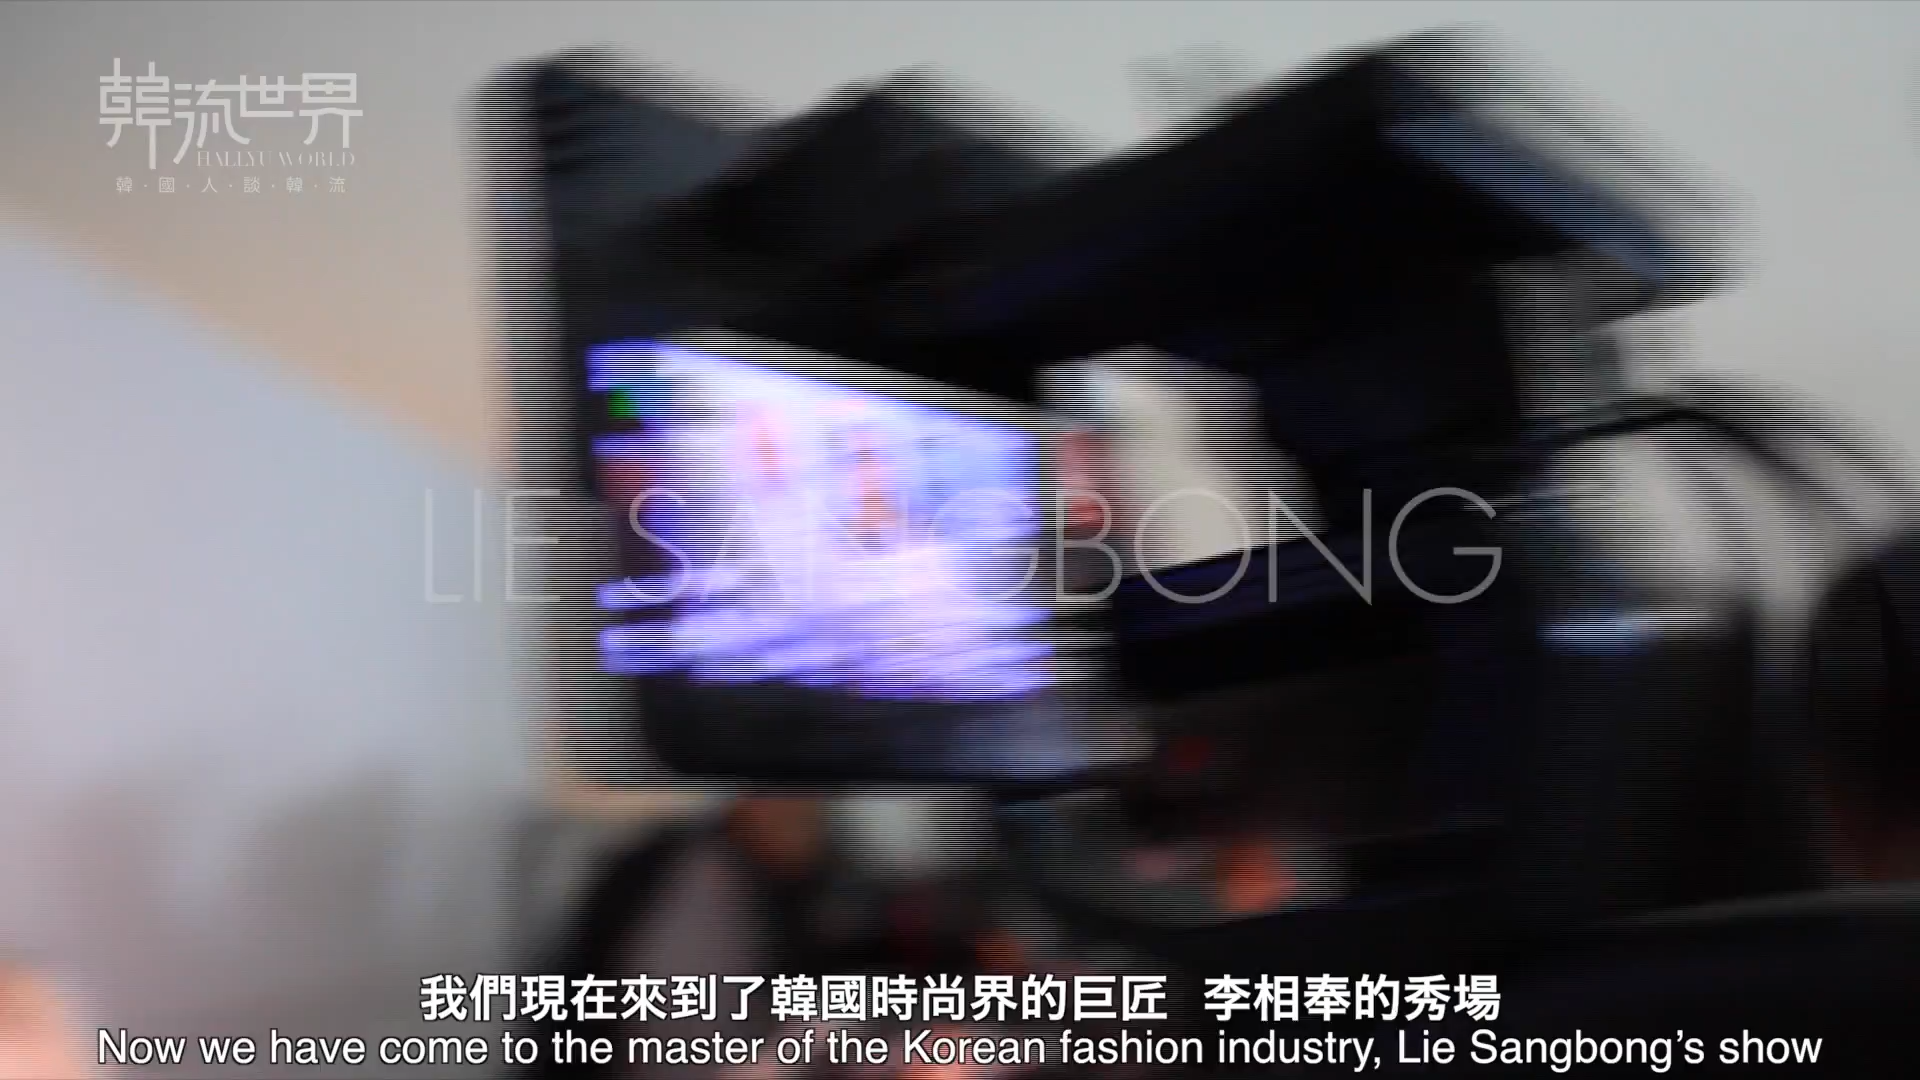 韓流世界
HALLYU WORLD
韓·國·人·談·韓·流
LIE SANGBONG
我們現在來到了韓國時尚界的巨匠 李相奉的秀場
Now we have come to the master of the Korean fashion industry, Lie Sangbong’s show